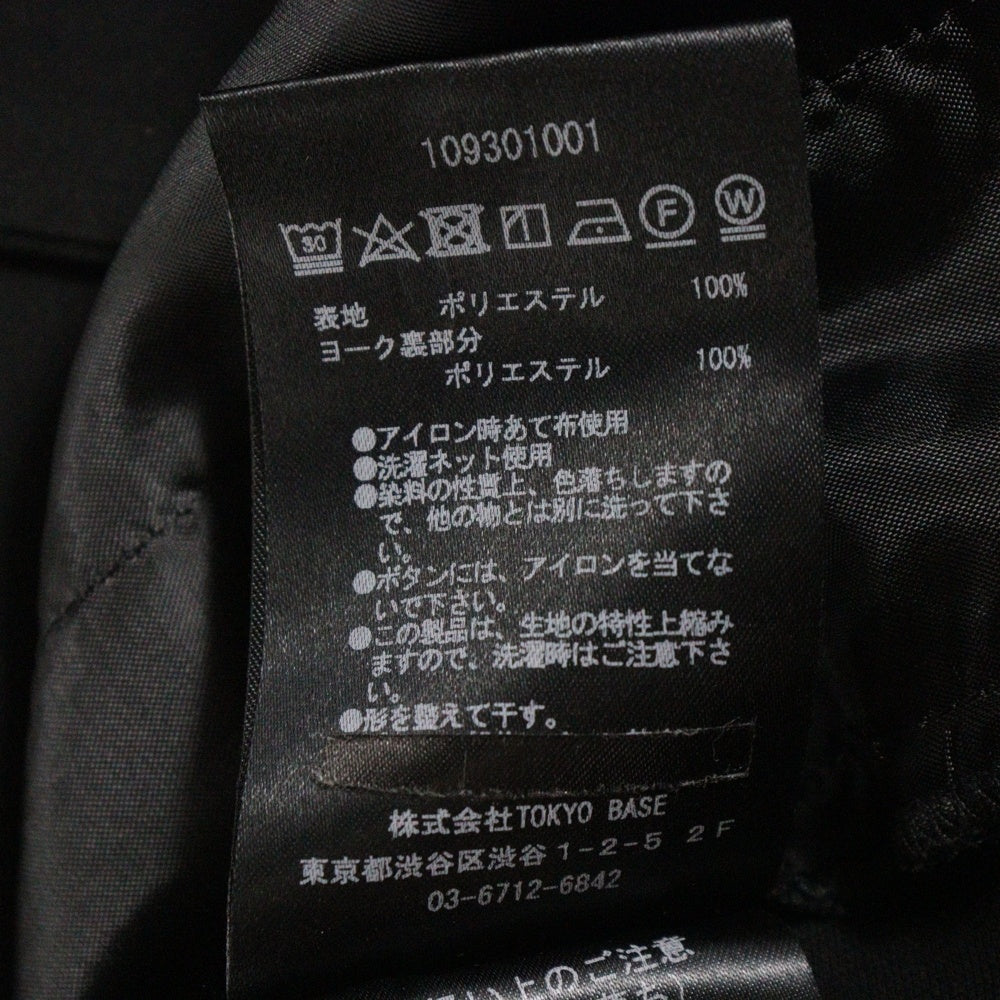 109301001
30 F W
表地 ポリエステル 100%
ヨーク裏部分
ポリエステル 100%
●アイロン時あて布使用
●洗濯ネット使用
●染料の性質上、色落ちしますの
で、他の物とは別に洗って下さ
い。
●ボタンには、アイロンを当てな
いで下さい。
●この製品は、生地の特性上縮み
ますので、洗濯時はご注意下さ
い。
●形を整えて干す。
株式会社TOKYO BASE
東京都渋谷区渋谷1-2-5 2F
03-6712-6842
上のご注意